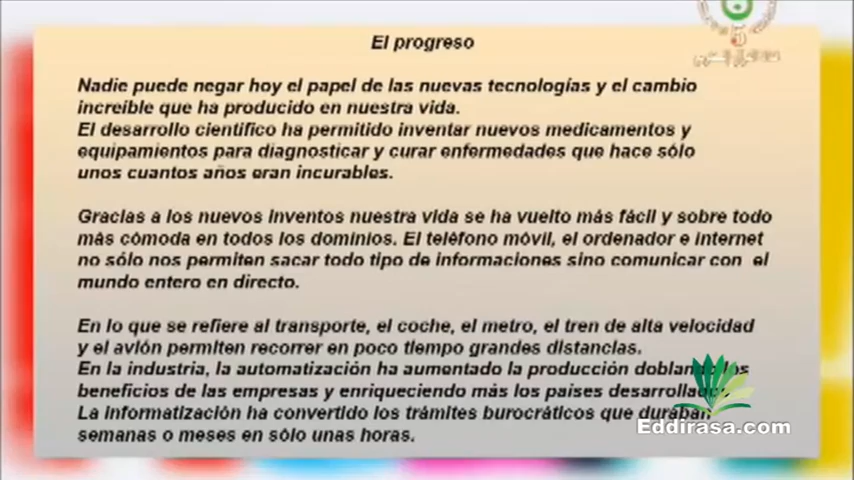 El progreso
Nadie puede negar hoy el papel de las nuevas tecnologías y el cambio
increíble que ha producido en nuestra vida.
El desarrollo científico ha permitido inventar nuevos medicamentos y
equipamientos para diagnosticar y curar enfermedades que hace sólo
unos cuantos años eran incurables.
Gracias a los nuevos inventos nuestra vida se ha vuelto más fácil y sobre todo
más cómoda en todos los dominios. El teléfono móvil, el ordenador e internet
no sólo nos permiten sacar todo tipo de informaciones sino comunicar con el
mundo entero en directo.
En lo que se refiere al transporte, el coche, el metro, el tren de alta velocidad
y el avión permiten recorrer en poco tiempo grandes distancias.
En la industria, la automatización ha aumentado la producción doblando los
beneficios de las empresas y enriqueciendo más los países desarrollados.
La informatización ha convertido los trámites burocráticos que duraban
semanas o meses en sólo unas horas.
Eddirasa.com
5